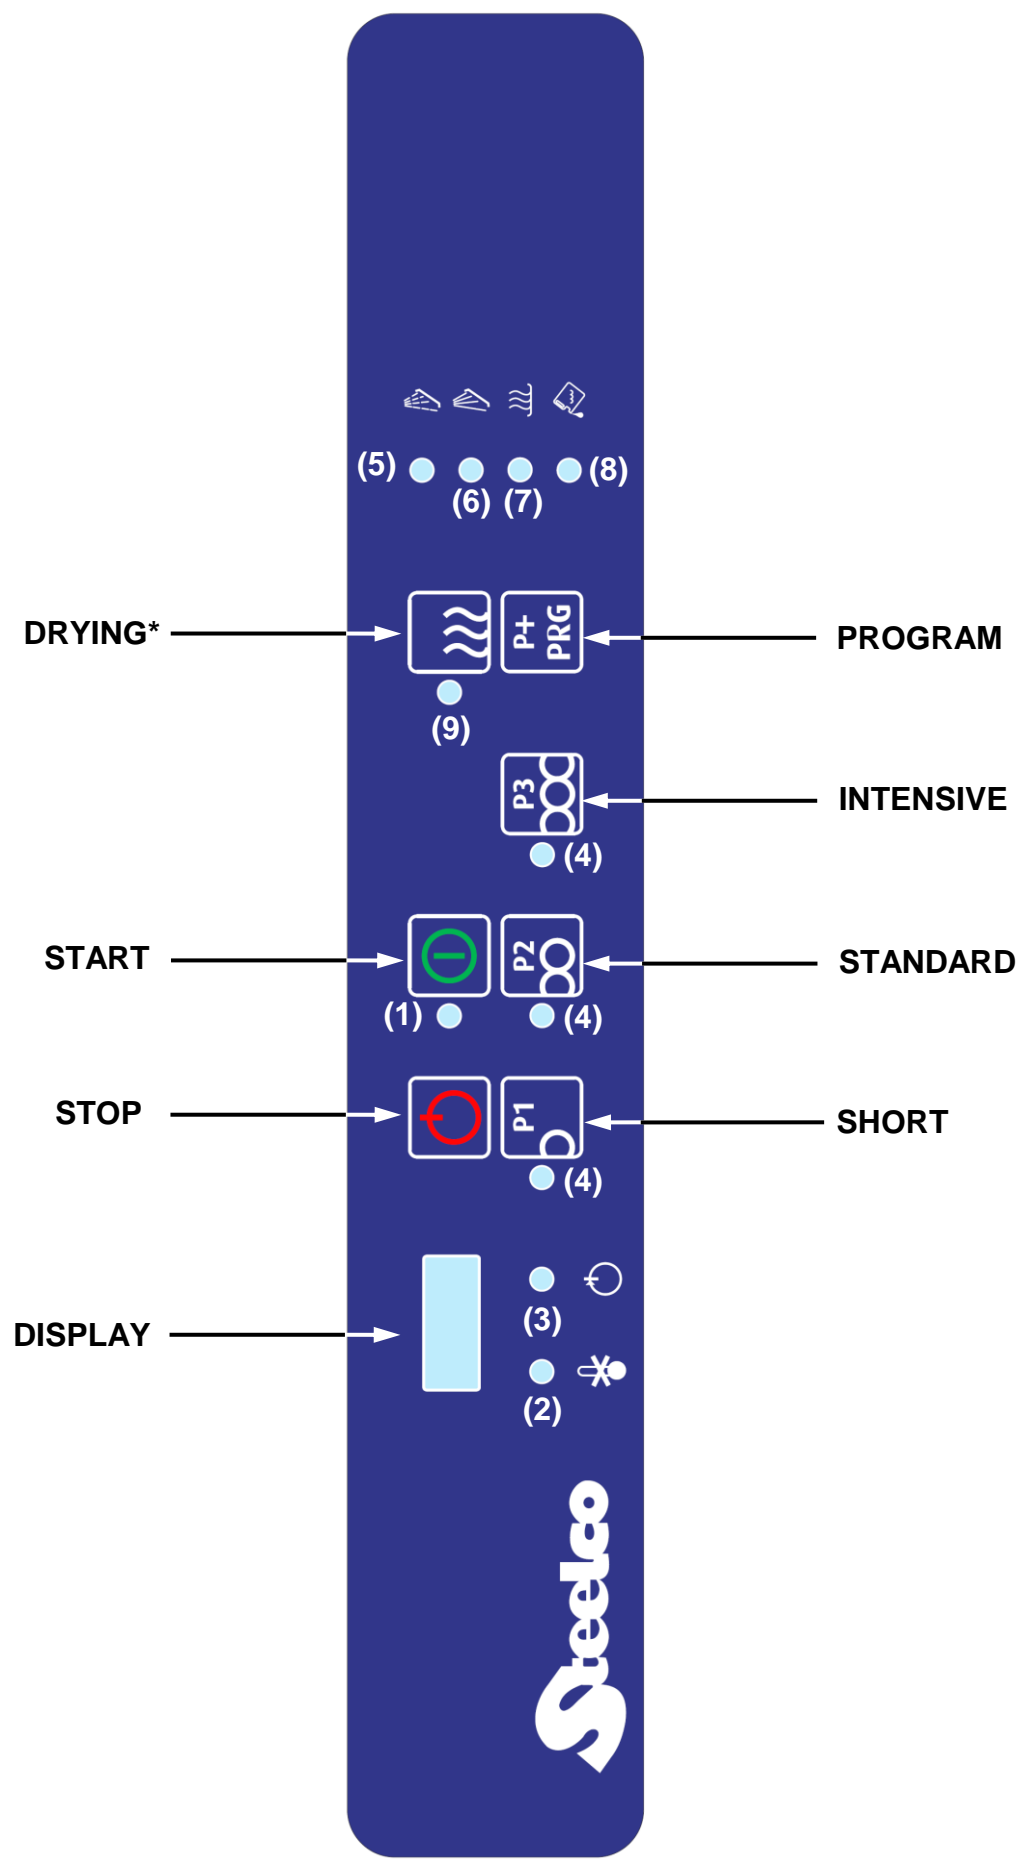 (5)
(8)
(6) (7)
DRYING*
P+
PRG
PROGRAM
(9)
P3
INTENSIVE
(4)
START
P2
STANDARD
(1)
(4)
STOP
P1
SHORT
(4)
DISPLAY
(3)
(2)
Steelco